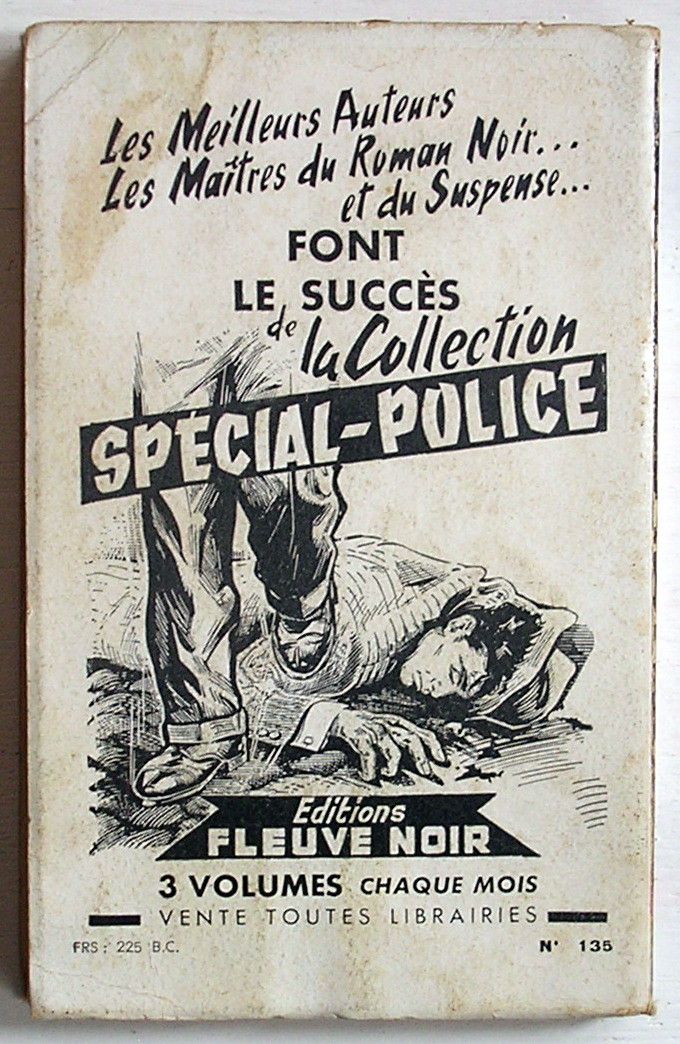 Les Meilleurs Auteurs
Les Maîtres du Roman Noir...
et du Suspense...
FONT
LE SUCCÈS
de la Collection
SPÉCIAL-POLICE
Editions
FLEUVE NOIR
3 VOLUMES CHAQUE MOIS
VENTE TOUTES LIBRAIRIES
FRS : 225 B.C.
N° 135